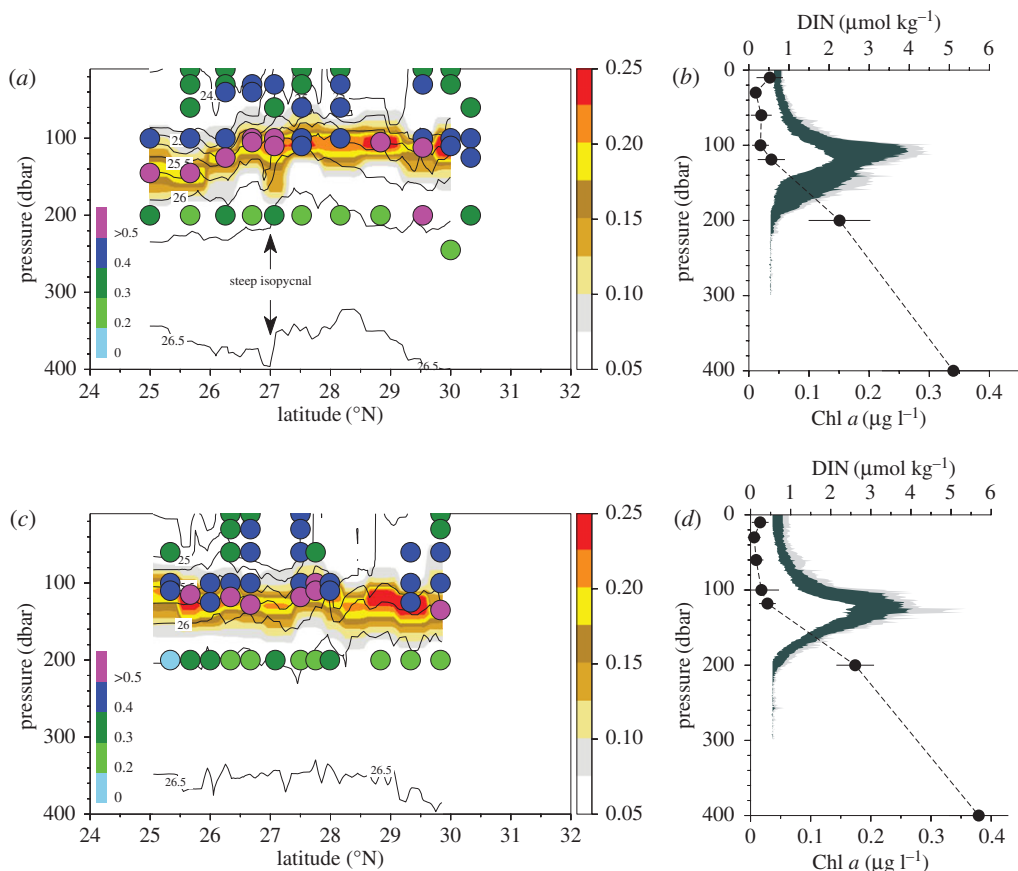 (a)
0
100
200
300
400
pressure (dbar)
24.
25.
25.5
26
26.5
26.5
steep isopycnal
>0.5
0.4
0.3
0.2
0
24 25 26 27 28 29 30 31 32
latitude (°N)
0.25
0.20
0.15
0.10
0.05
(b)
DIN (μmol kg–1)
0 1 2 3 4 5 6
0
100
200
300
400
pressure (dbar)
0 0.1 0.2 0.3 0.4
Chl a (μg l–1)
(c)
0
100
200
300
400
pressure (dbar)
25
26
26.5
26.5
>0.5
0.4
0.3
0.2
0
24 25 26 27 28 29 30 31 32
latitude (°N)
0.25
0.20
0.15
0.10
0.05
(d)
DIN (μmol kg–1)
0 1 2 3 4 5 6
0
100
200
300
400
pressure (dbar)
0 0.1 0.2 0.3 0.4
Chl a (μg l–1)